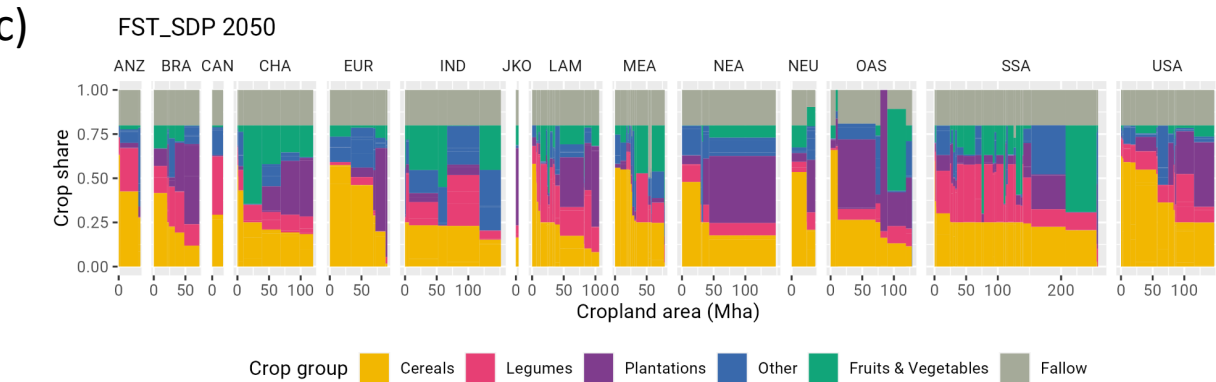 c)
FST_SDP 2050
ANZ BRA CAN CHA EUR IND JKO LAM MEA NEA NEU OAS SSA USA
1.00
0.75
0.50
0.25
0.00
Crop share
0 0 50 0 0 50 100 0 50 0 50 100 0 0 50 100 0 50 0 50 100 0 0 50 100 0 50 100 200 0 50 100
Cropland area (Mha)
Crop group Cereals Legumes Plantations Other Fruits & Vegetables Fallow